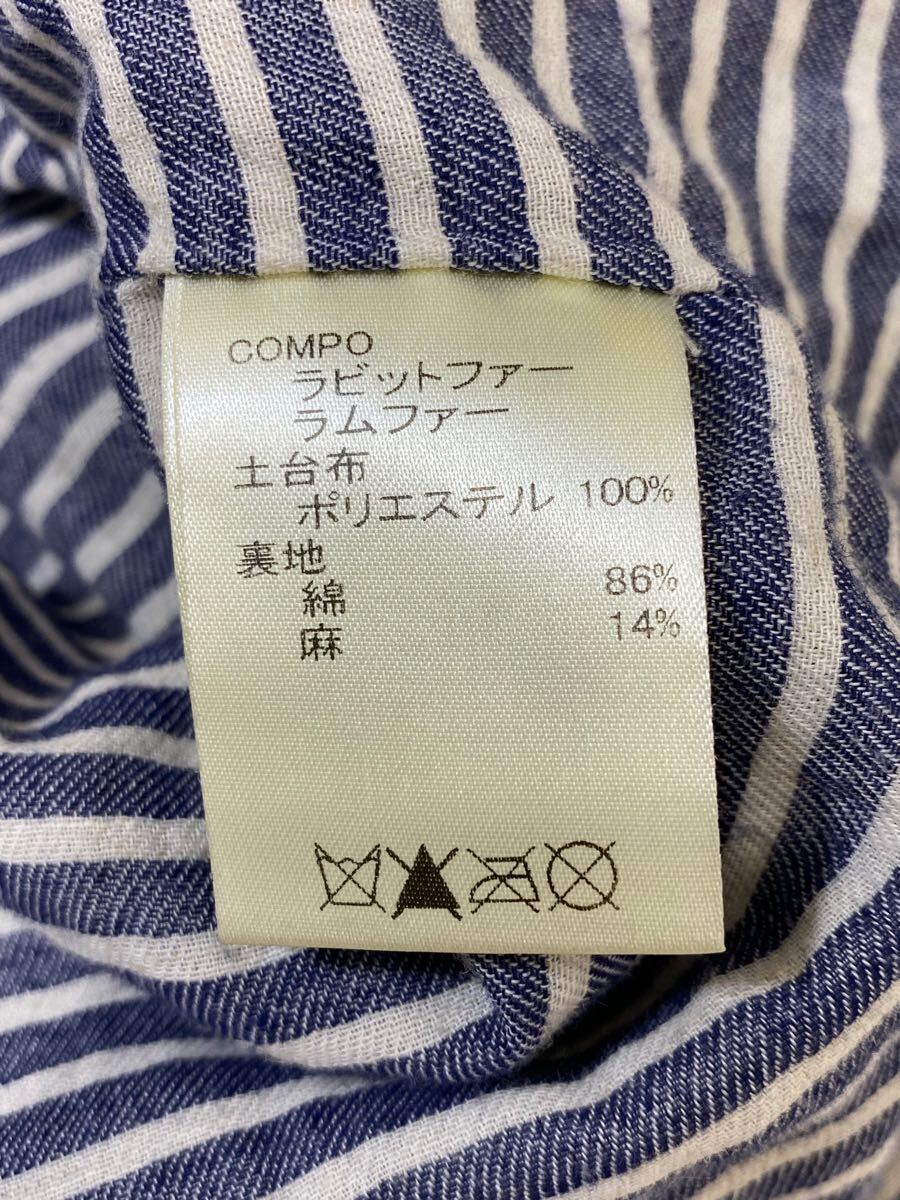 COMPO
ラビットファー
ラムファー
土台布
ポリエステル 100%
裏地
綿 86%
麻 14%